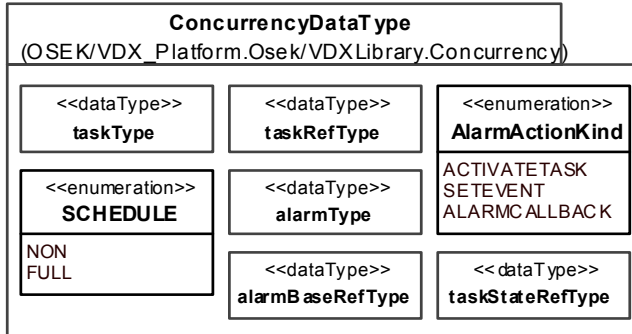 ConcurrencyDataType
(OSEK/VDX_Platform.Osek/VDXLibrary.Concurrency)
<<dataType>>
taskType
<<dataType>>
taskRefType
<<enumeration>>
AlarmActionKind
ACTIVATETASK
SETEVENT
ALARMCALLBACK
<<enumeration>>
SCHEDULE
NON
FULL
<<dataType>>
alarmType
<<dataType>>
alarmBaseRefType
<<dataType>>
taskStateRefType